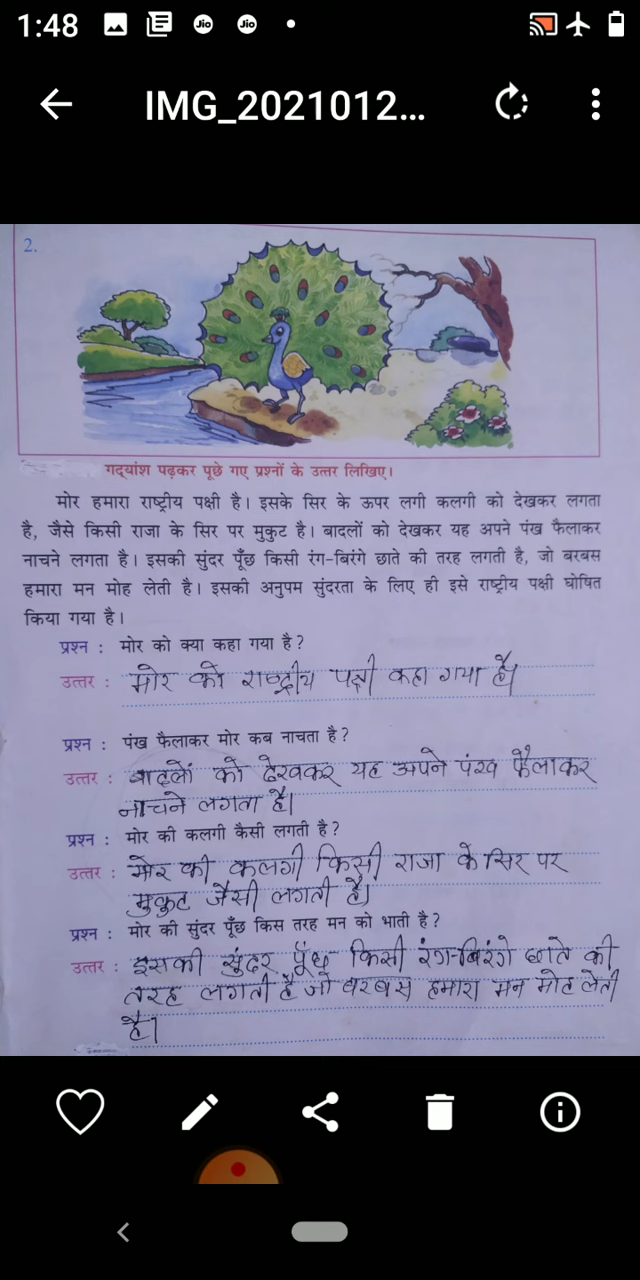 1:48
Jio Jio
IMG_2021012...
2.
गद्यांश पढ़कर पूछे गए प्रश्नों के उत्तर लिखिए।
मोर हमारा राष्ट्रीय पक्षी है। इसके सिर के ऊपर लगी कलगी को देखकर लगता
है, जैसे किसी राजा के सिर पर मुकुट है। बादलों को देखकर यह अपने पंख फैलाकर
नाचने लगता है। इसकी सुंदर पूँछ किसी रंग-बिरंगे छाते की तरह लगती है, जो बरबस
हमारा मन मोह लेती है। इसकी अनुपम सुंदरता के लिए ही इसे राष्ट्रीय पक्षी घोषित
किया गया है।
प्रश्न : मोर को क्या कहा गया है?
उत्तर : मोर को राष्ट्रीय पक्षी कहा गया है।
प्रश्न : पंख फैलाकर मोर कब नाचता है?
उत्तर : बादलों को देखकर यह अपने पंख फैलाकर
नाचने लगता है।
प्रश्न : मोर की कलगी कैसी लगती है?
उत्तर : मोर की कलगी किसी राजा के सिर पर
मुकुट जैसी लगती है।
प्रश्न : मोर की सुंदर पूँछ किस तरह मन को भाती है?
उत्तर : इसकी सुंदर पूँछ किसी रंग-बिरंगे छाते की
तरह लगती है जो बरबस हमारा मन मोह लेती
है।